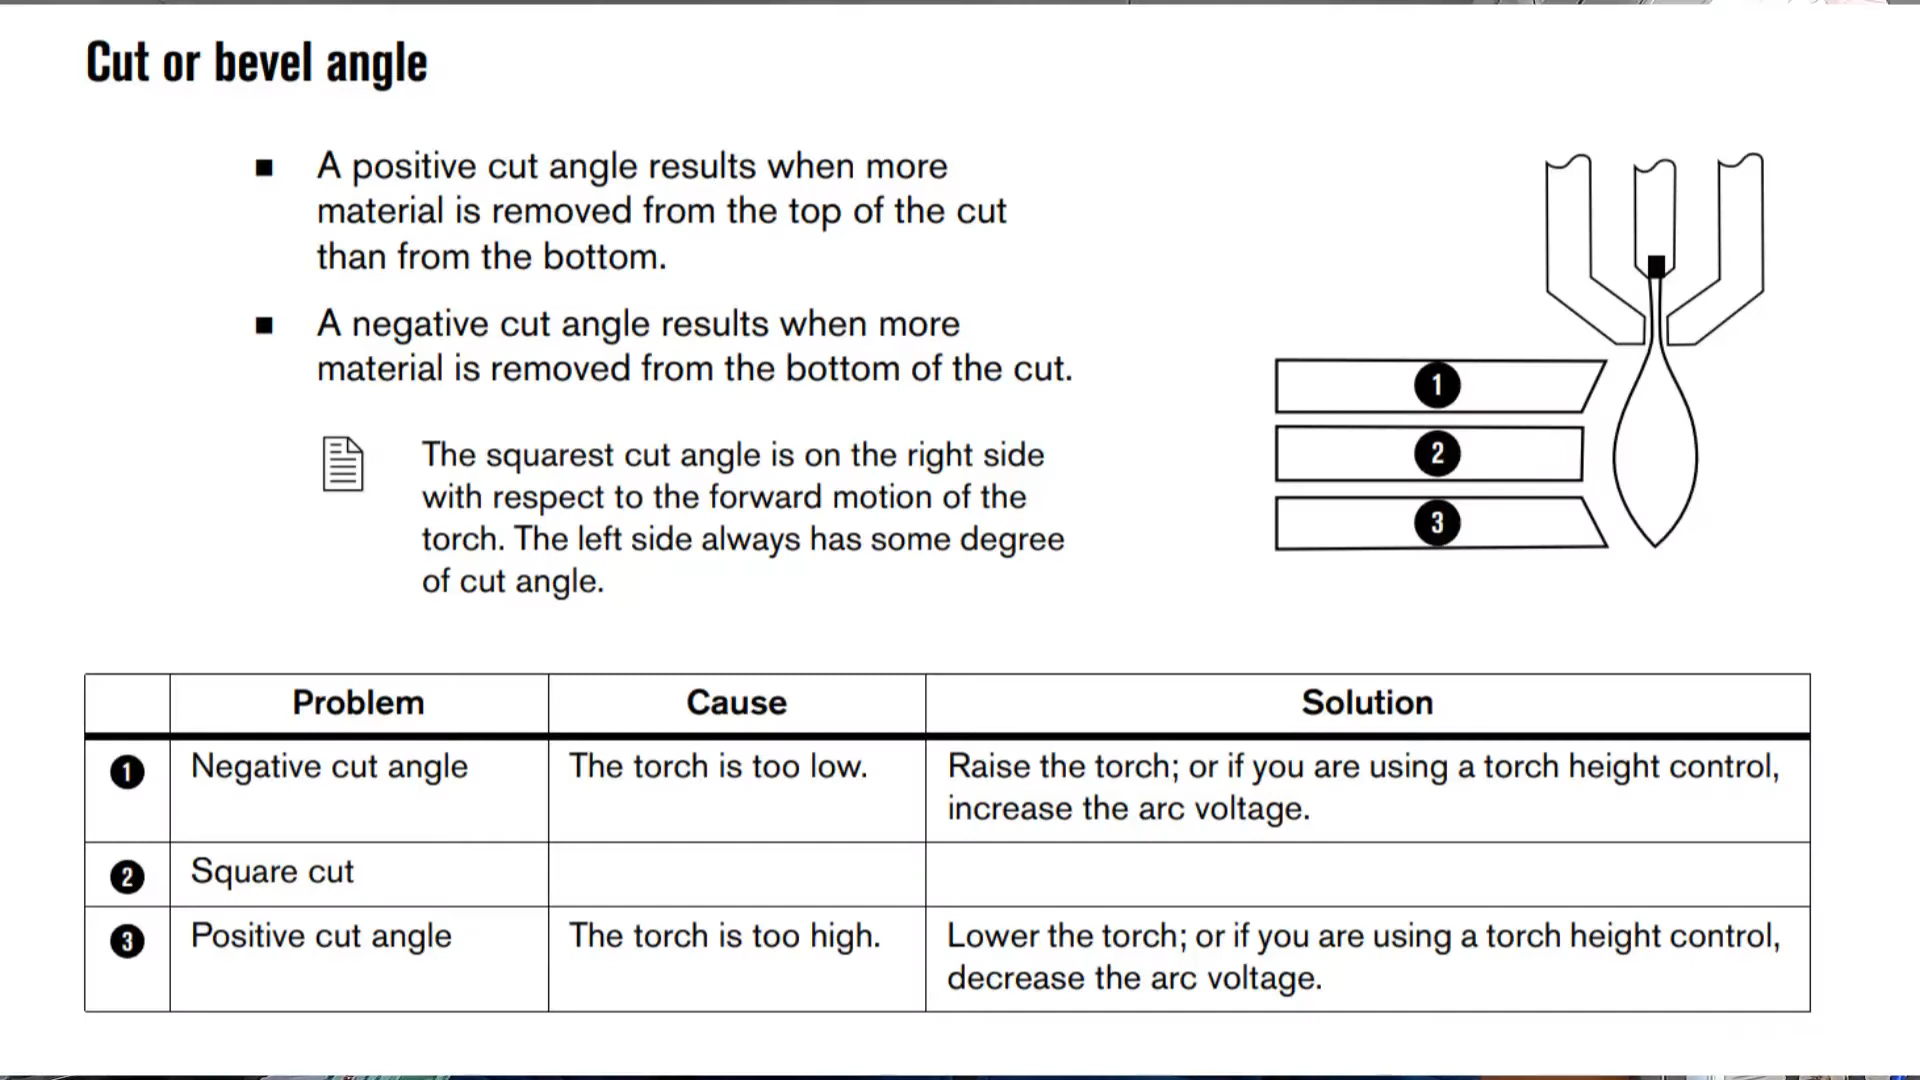 Cut or bevel angle
■ A positive cut angle results when more
material is removed from the top of the cut
than from the bottom.
■ A negative cut angle results when more
material is removed from the bottom of the cut.
The squarest cut angle is on the right side
with respect to the forward motion of the
torch. The left side always has some degree
of cut angle.
1
2
3
Problem Cause Solution
1 Negative cut angle The torch is too low. Raise the torch; or if you are using a torch height control,
increase the arc voltage.
2 Square cut
3 Positive cut angle The torch is too high. Lower the torch; or if you are using a torch height control,
decrease the arc voltage.